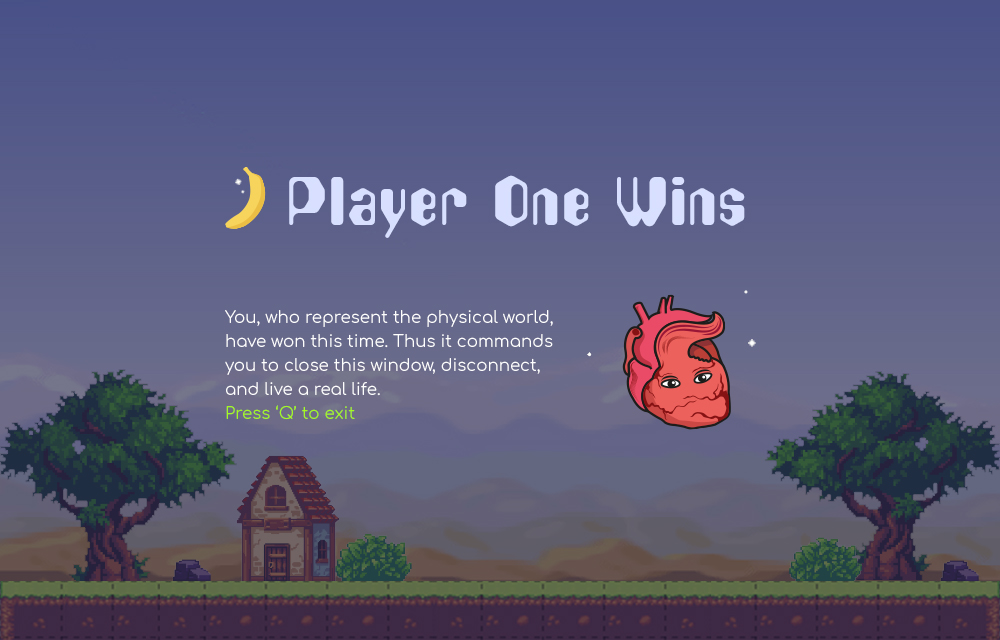 Player One Wins
You, who represent the physical world,
have won this time. Thus it commands
you to close this window, disconnect,
and live a real life.
Press ‘Q’ to exit